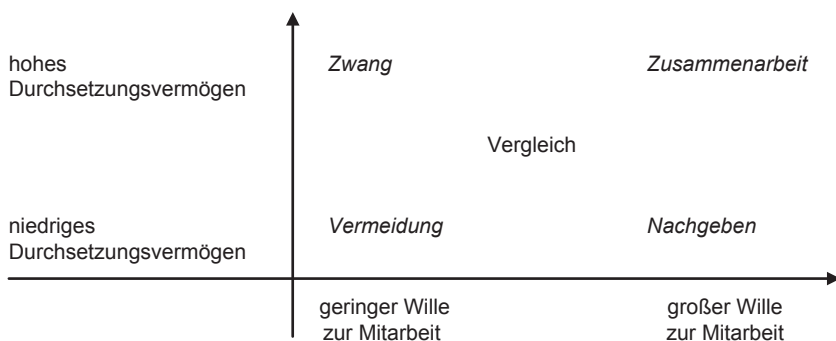 hohes
Durchsetzungsvermögen
Zwang
Zusammenarbeit
Vergleich
niedriges
Durchsetzungsvermögen
Vermeidung
Nachgeben
geringer Wille
zur Mitarbeit
großer Wille
zur Mitarbeit